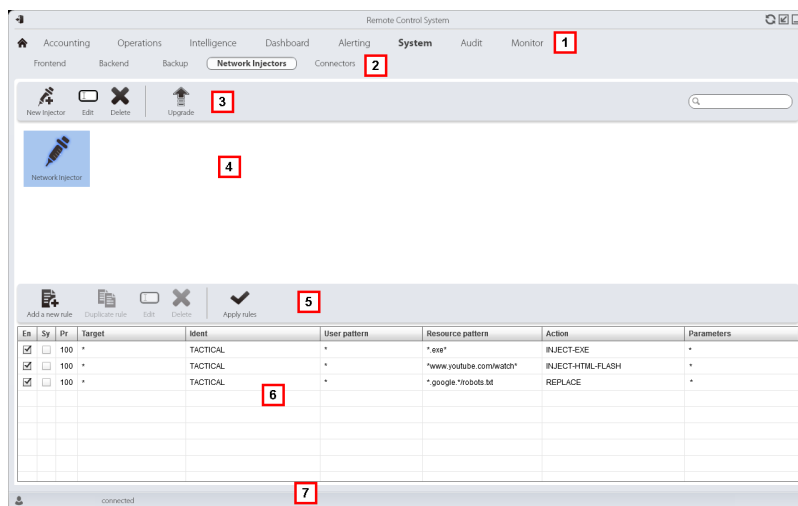 Remote Control System
Accounting Operations Intelligence Dashboard Alerting System Audit Monitor 1
Frontend Backend Backup Network Injectors Connectors 2
3
New Injector Edit Delete Upgrade
4
Network Injector
5
Add a new rule Duplicate rule Edit Delete Apply rules
En Sy Pr Target Ident User pattern Resource pattern Action Parameters
100 * TACTICAL * *.exe* INJECT-EXE *
100 * TACTICAL * *www.youtube.com/watch* INJECT-HTML-FLASH *
100 * TACTICAL * *.google.*/robots.txt REPLACE *
6
7
connected